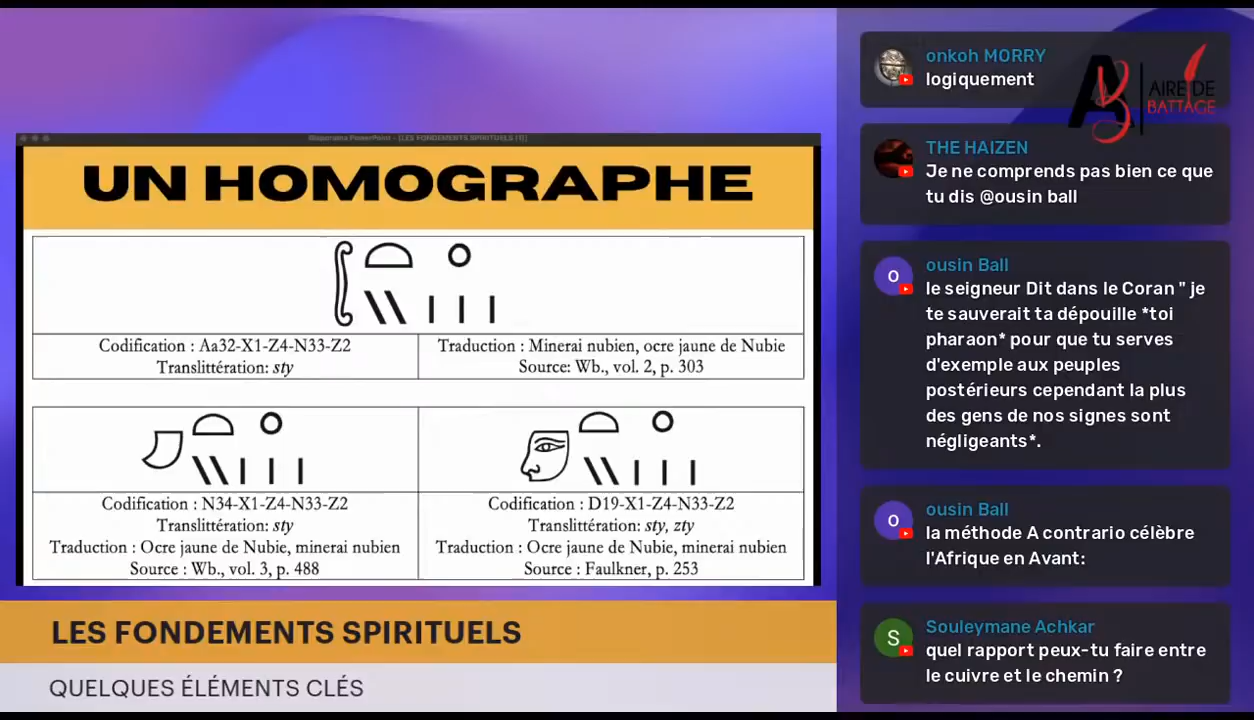 Diaporama PowerPoint - [LES FONDEMENTS SPIRITUELS (1)]
UN HOMOGRAPHE
Codification : Aa32-X1-Z4-N33-Z2
Translittération: sty
Traduction : Minerai nubien, ocre jaune de Nubie
Source: Wb., vol. 2, p. 303
Codification : N34-X1-Z4-N33-Z2
Translittération: sty
Traduction : Ocre jaune de Nubie, minerai nubien
Source : Wb., vol. 3, p. 488
Codification : D19-X1-Z4-N33-Z2
Translittération: sty, zty
Traduction : Ocre jaune de Nubie, minerai nubien
Source : Faulkner, p. 253
LES FONDEMENTS SPIRITUELS
QUELQUES ÉLÉMENTS CLÉS
onkoh MORRY
logiquement
AB
AIRE DE
BATTAGE
THE HAIZEN
Je ne comprends pas bien ce que
tu dis @ousin ball
o
ousin Ball
le seigneur Dit dans le Coran " je
te sauverait ta dépouille *toi
pharaon* pour que tu serves
d'exemple aux peuples
postérieurs cependant la plus
des gens de nos signes sont
négligeants*.
o
ousin Ball
la méthode A contrario célèbre
l'Afrique en Avant:
S
Souleymane Achkar
quel rapport peux-tu faire entre
le cuivre et le chemin ?